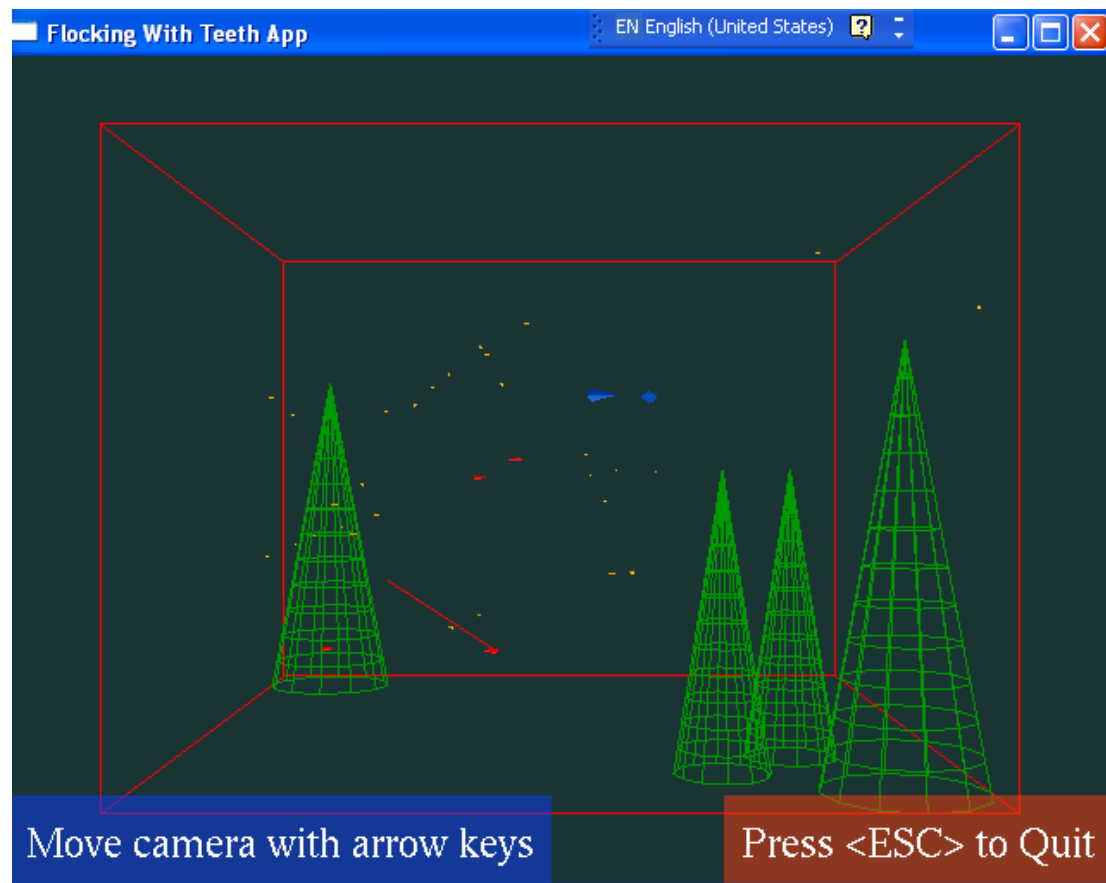 Flocking With Teeth App
EN English (United States)
Move camera with arrow keys
Press <ESC> to Quit